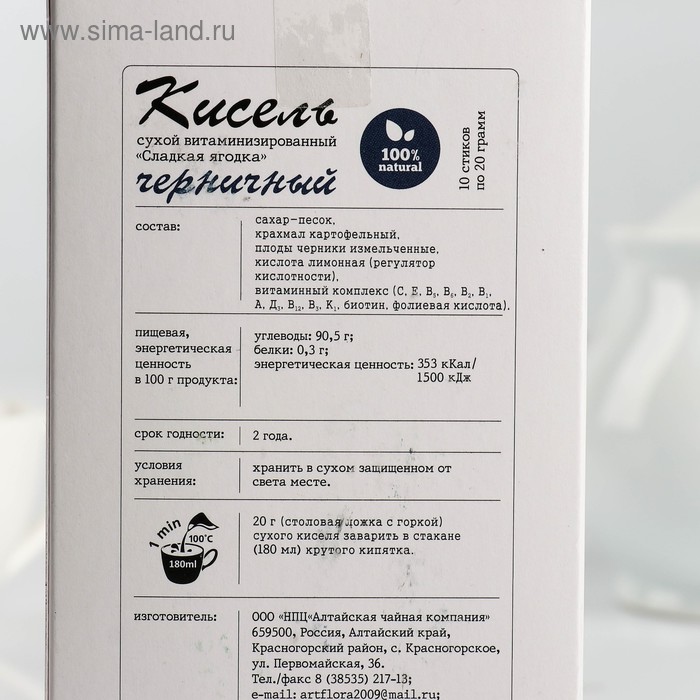 www.sima-land.ru
Кисель
сухой витаминизированный
«Сладкая ягодка»
черничный
100%
natural
10 стиков
по 20 грамм
состав:
сахар-песок,
крахмал картофельный,
плоды черники измельченные,
кислота лимонная (регулятор
кислотности),
витаминный комплекс (С, Е, В₅, В₆, В₂, В₁,
А, Д₃, В₁₂, В₃, К₁, биотин, фолиевая кислота).
пищевая,
энергетическая
ценность
в 100 г продукта:
углеводы: 90,5 г;
белки: 0,3 г;
энергетическая ценность: 353 кКал/
1500 кДж
срок годности:
2 года.
условия
хранения:
хранить в сухом защищенном от
света месте.
1 min
100°C
180ml
20 г (столовая ложка с горкой)
сухого киселя заварить в стакане
(180 мл) крутого кипятка.
изготовитель:
ООО «НПЦ«Алтайская чайная компания»
659500, Россия, Алтайский край,
Красногорский район, с. Красногорское,
ул. Первомайская, 36.
Тел./факс 8 (38535) 217-13;
e-mail: artflora2009@mail.ru;